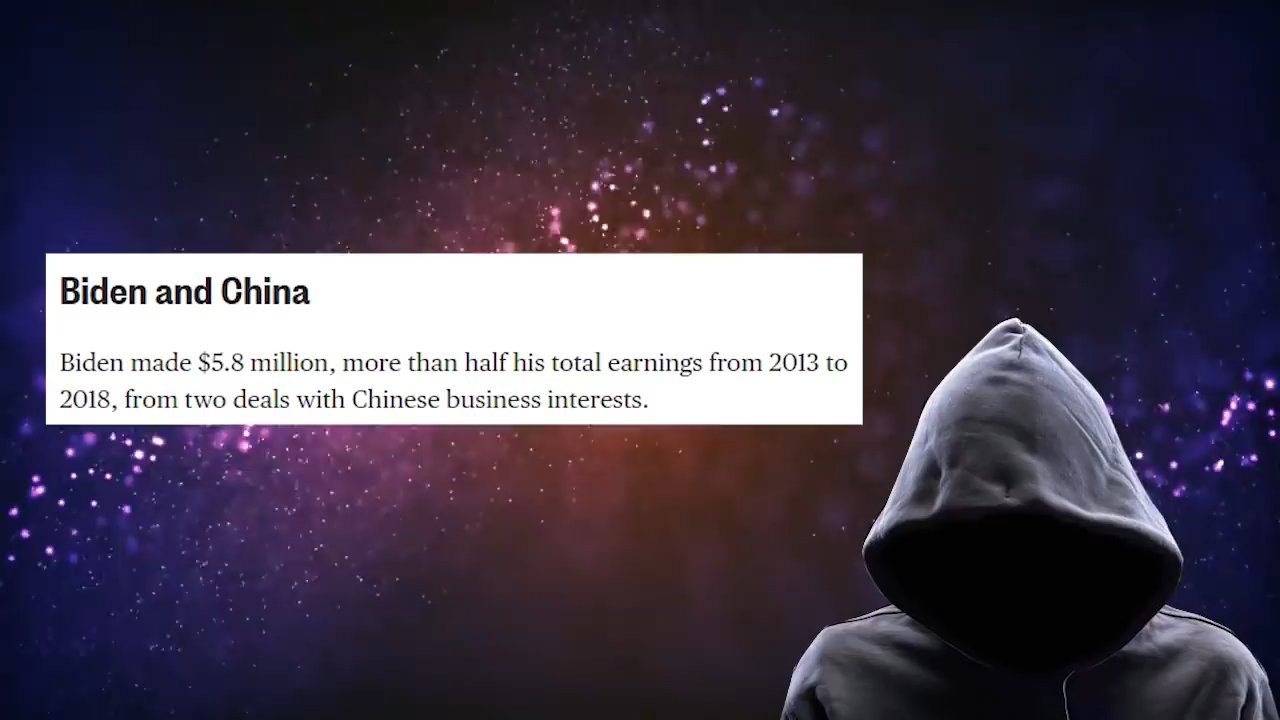 Biden and China
Biden made $5.8 million, more than half his total earnings from 2013 to
2018, from two deals with Chinese business interests.